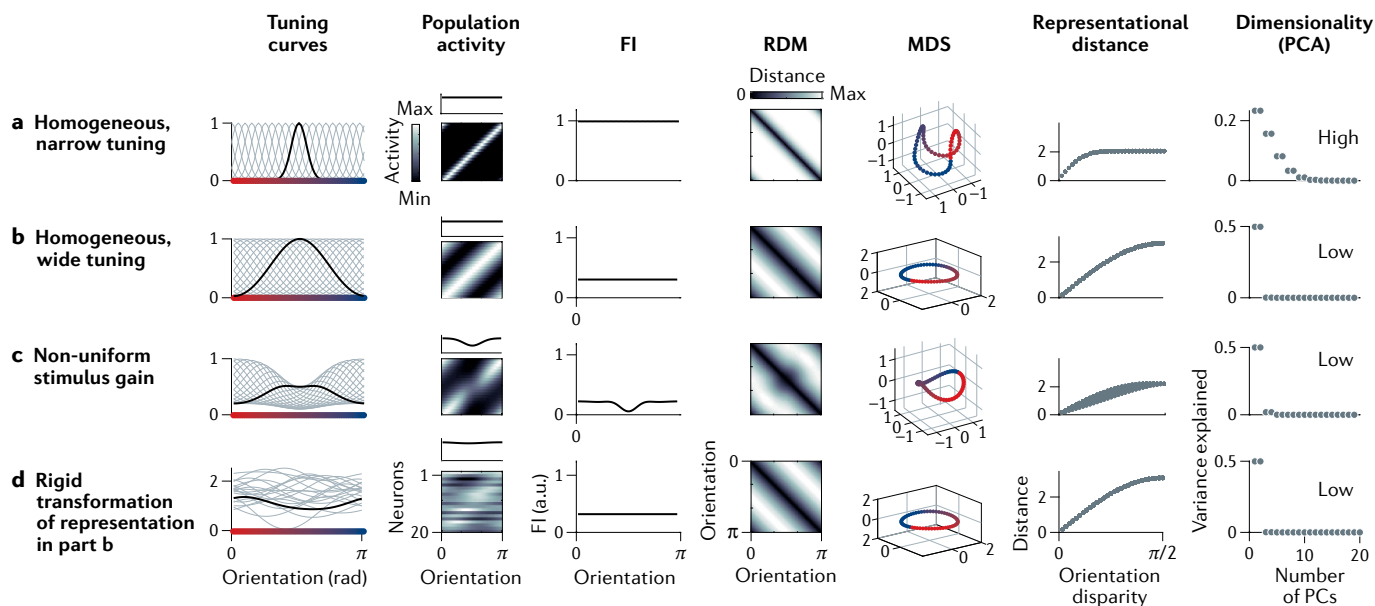 Tuning
curves
Population
activity
FI
RDM
MDS
Representational
distance
Dimensionality
(PCA)
a Homogeneous,
narrow tuning
1
0
Max
Activity
Min
1
0
Distance
0 Max
1
0
−1
1
0
−1
0
−1
1
2
0
0.2
0
High
b Homogeneous,
wide tuning
1
0
1
0
0
2
0
2
0
0
2
2
0
0.5
0
Low
c Non-uniform
stimulus gain
1
0
1
0
0
1
0
−1
1
0
−1
−1
0
1
2
0
0.5
0
Low
d Rigid
transformation
of representation
in part b
2
1
0
0 π
Orientation (rad)
Neurons
1
20
0 π
Orientation
FI (a.u.)
1
0
0 π
Orientation
0
π
0 π
Orientation
2
0
2
0
0
2
Distance
2
0
0 π/2
Orientation
disparity
Variance explained
0.5
0
Low
0 10 20
Number
of PCs